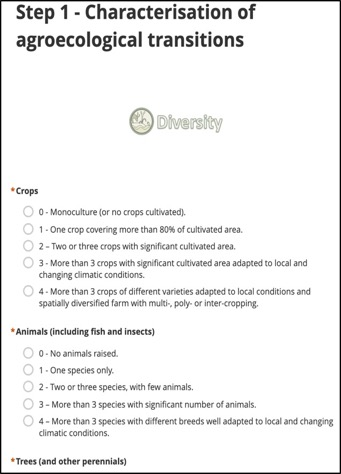 Step 1 - Characterisation of
agroecological transitions
Diversity
*Crops
0 - Monoculture (or no crops cultivated).
1 - One crop covering more than 80% of cultivated area.
2 – Two or three crops with significant cultivated area.
3 - More than 3 crops with significant cultivated area adapted to local and
changing climatic conditions.
4 - More than 3 crops of different varieties adapted to local conditions and
spatially diversified farm with multi-, poly- or inter-cropping.
*Animals (including fish and insects)
0 - No animals raised.
1 - One species only.
2 - Two or three species, with few animals.
3 – More than 3 species with significant number of animals.
4 – More than 3 species with different breeds well adapted to local and changing
climatic conditions.
*Trees (and other perennials)